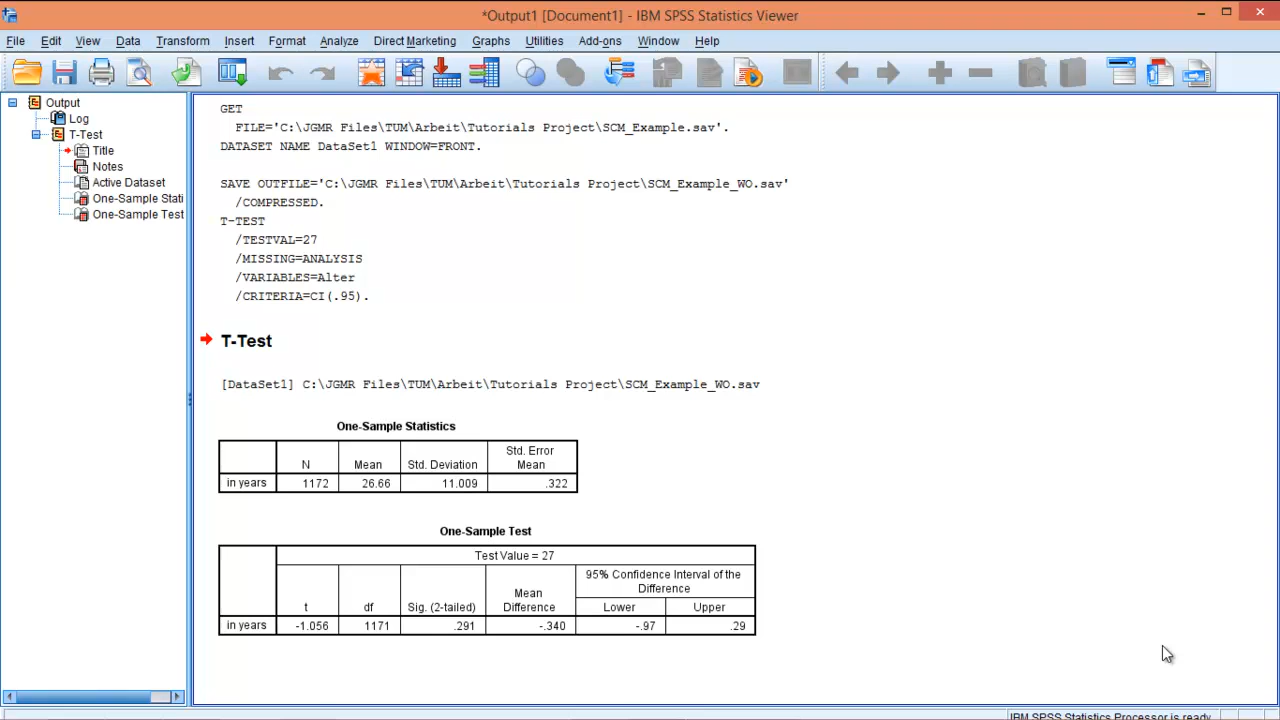 *Output1 [Document1] - IBM SPSS Statistics Viewer
File Edit View Data Transform Insert Format Analyze Direct Marketing Graphs Utilities Add-ons Window Help
Output
Log
T-Test
Title
Notes
Active Dataset
One-Sample Stati
One-Sample Test
GET
FILE='C:\JGMR Files\TUM\Arbeit\Tutorials Project\SCM_Example.sav'.
DATASET NAME DataSet1 WINDOW=FRONT.
SAVE OUTFILE='C:\JGMR Files\TUM\Arbeit\Tutorials Project\SCM_Example_WO.sav'
/COMPRESSED.
T-TEST
/TESTVAL=27
/MISSING=ANALYSIS
/VARIABLES=Alter
/CRITERIA=CI(.95).
T-Test
[DataSet1] C:\JGMR Files\TUM\Arbeit\Tutorials Project\SCM_Example_WO.sav
One-Sample Statistics
N Mean Std. Deviation Std. Error Mean
in years 1172 26.66 11.009 .322
One-Sample Test
Test Value = 27
95% Confidence Interval of the Difference
t df Sig. (2-tailed) Mean Difference Lower Upper
in years -1.056 1171 .291 -.340 -.97 .29
IBM SPSS Statistics Processor is ready